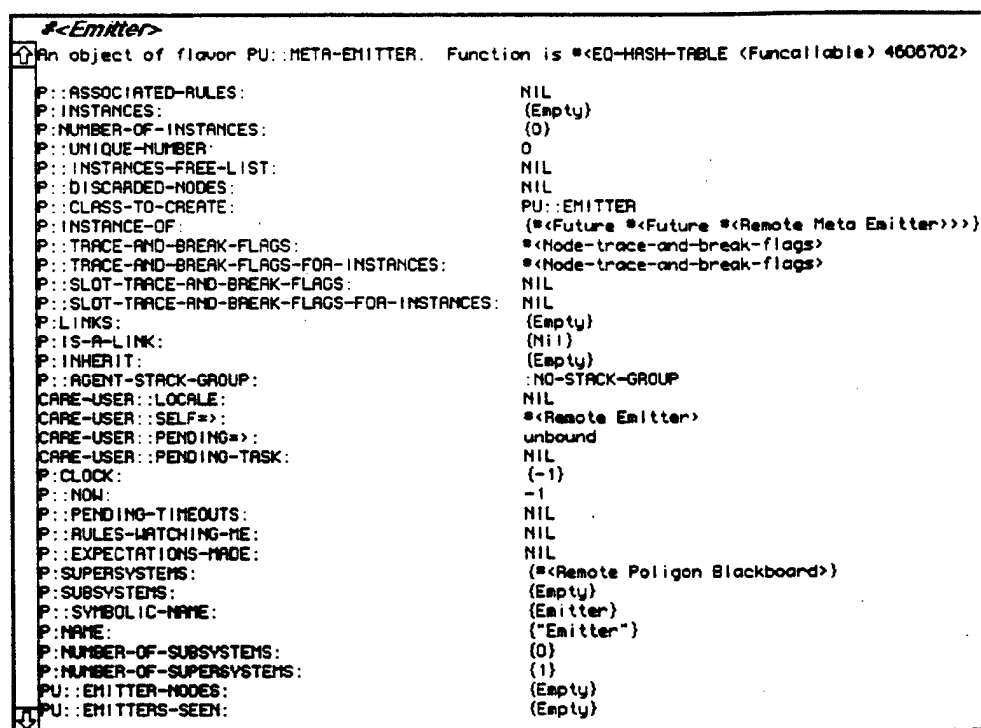 #<Emitter>
An object of flavor PU::META-EMITTER. Function is #<EQ-HASH-TABLE (Funcallable) 4606702>
P::ASSOCIATED-RULES: NIL
P:INSTANCES: {Empty}
P:NUMBER-OF-INSTANCES: {0}
P::UNIQUE-NUMBER: 0
P::INSTANCES-FREE-LIST: NIL
P::DISCARDED-NODES: NIL
P::CLASS-TO-CREATE: PU::EMITTER
P:INSTANCE-OF: {#<Future #<Future #<Remote Meta Emitter>>>}
P::TRACE-AND-BREAK-FLAGS: #<Node-trace-and-break-flags>
P::TRACE-AND-BREAK-FLAGS-FOR-INSTANCES: #<Node-trace-and-break-flags>
P::SLOT-TRACE-AND-BREAK-FLAGS: NIL
P::SLOT-TRACE-AND-BREAK-FLAGS-FOR-INSTANCES: NIL
P:LINKS: {Empty}
P:IS-A-LINK: {Nil}
P:INHERIT: {Empty}
P::AGENT-STACK-GROUP: :NO-STACK-GROUP
CARE-USER::LOCALE: NIL
CARE-USER::SELF=>: #<Remote Emitter>
CARE-USER::PENDING=>: unbound
CARE-USER::PENDING-TASK: NIL
P:CLOCK: {-1}
P::NOW: -1
P::PENDING-TIMEOUTS: NIL
P::RULES-WATCHING-ME: NIL
P::EXPECTATIONS-MADE: NIL
P:SUPERSYSTEMS: {#<Remote Poligon Blackboard>}
P:SUBSYSTEMS: {Empty}
P::SYMBOLIC-NAME: {Emitter}
P:NAME: {"Emitter"}
P:NUMBER-OF-SUBSYSTEMS: {0}
P:NUMBER-OF-SUPERSYSTEMS: {1}
PU::EMITTER-NODES: {Empty}
PU::EMITTERS-SEEN: {Empty}